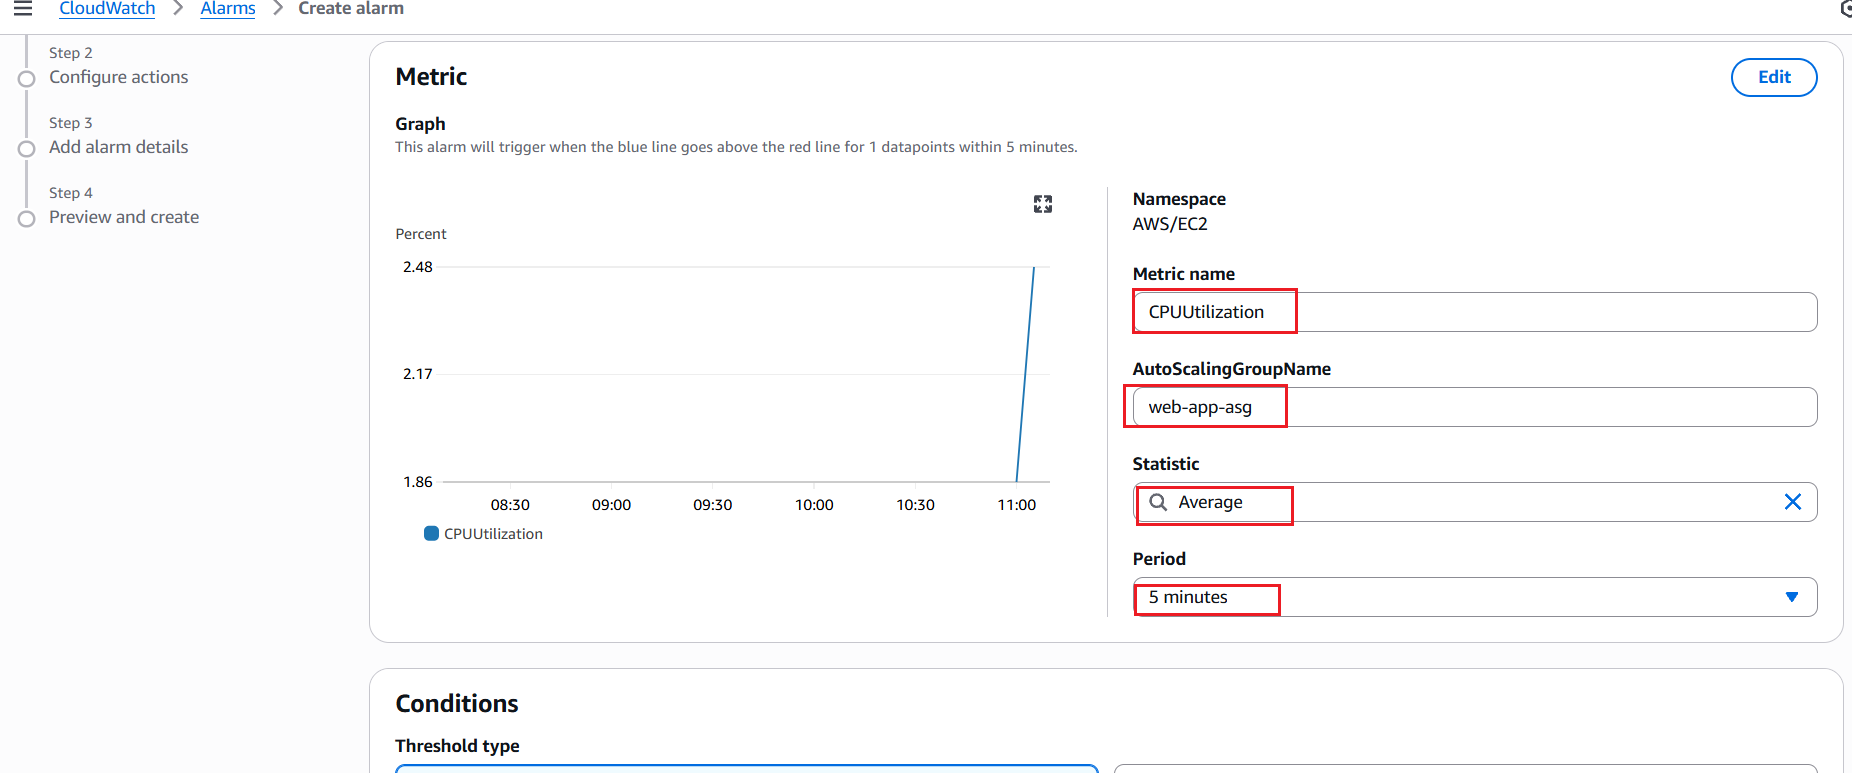 CloudWatch > Alarms > Create alarm
Step 2
Configure actions
Step 3
Add alarm details
Step 4
Preview and create
Metric
Edit
Graph
This alarm will trigger when the blue line goes above the red line for 1 datapoints within 5 minutes.
Percent
2.48
2.17
1.86
08:30 09:00 09:30 10:00 10:30 11:00
CPUUtilization
Namespace
AWS/EC2
Metric name
CPUUtilization
AutoScalingGroupName
web-app-asg
Statistic
Average
Period
5 minutes
Conditions
Threshold type